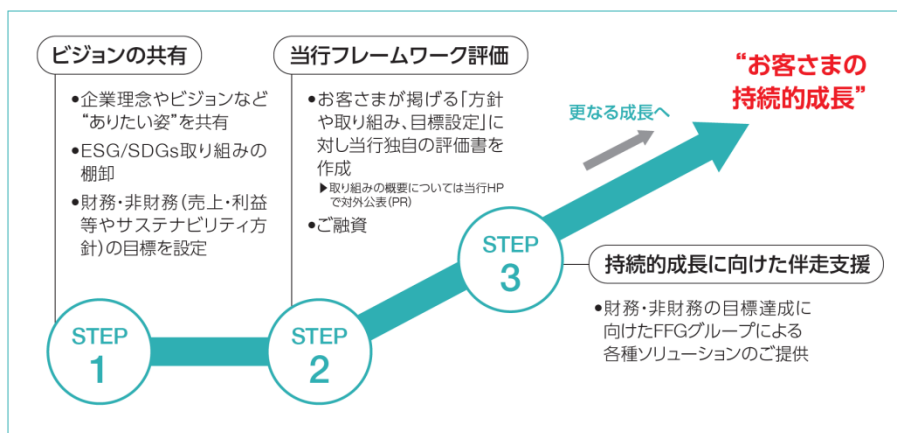 ビジョンの共有
●企業理念やビジョンなど
“ありたい姿”を共有
●ESG/SDGs取り組みの
棚卸
●財務・非財務(売上・利益
等やサステナビリティ方
針)の目標を設定
STEP
1
当行フレームワーク評価
●お客さまが掲げる「方針
や取り組み、目標設定」に
対し当行独自の評価書を
作成
▶取り組みの概要については当行HP
で対外公表(PR)
●ご融資
STEP
2
STEP
3
持続的成長に向けた伴走支援
●財務・非財務の目標達成に
向けたFFGグループによる
各種ソリューションのご提供
更なる成長へ
“お客さまの
持続的成長”